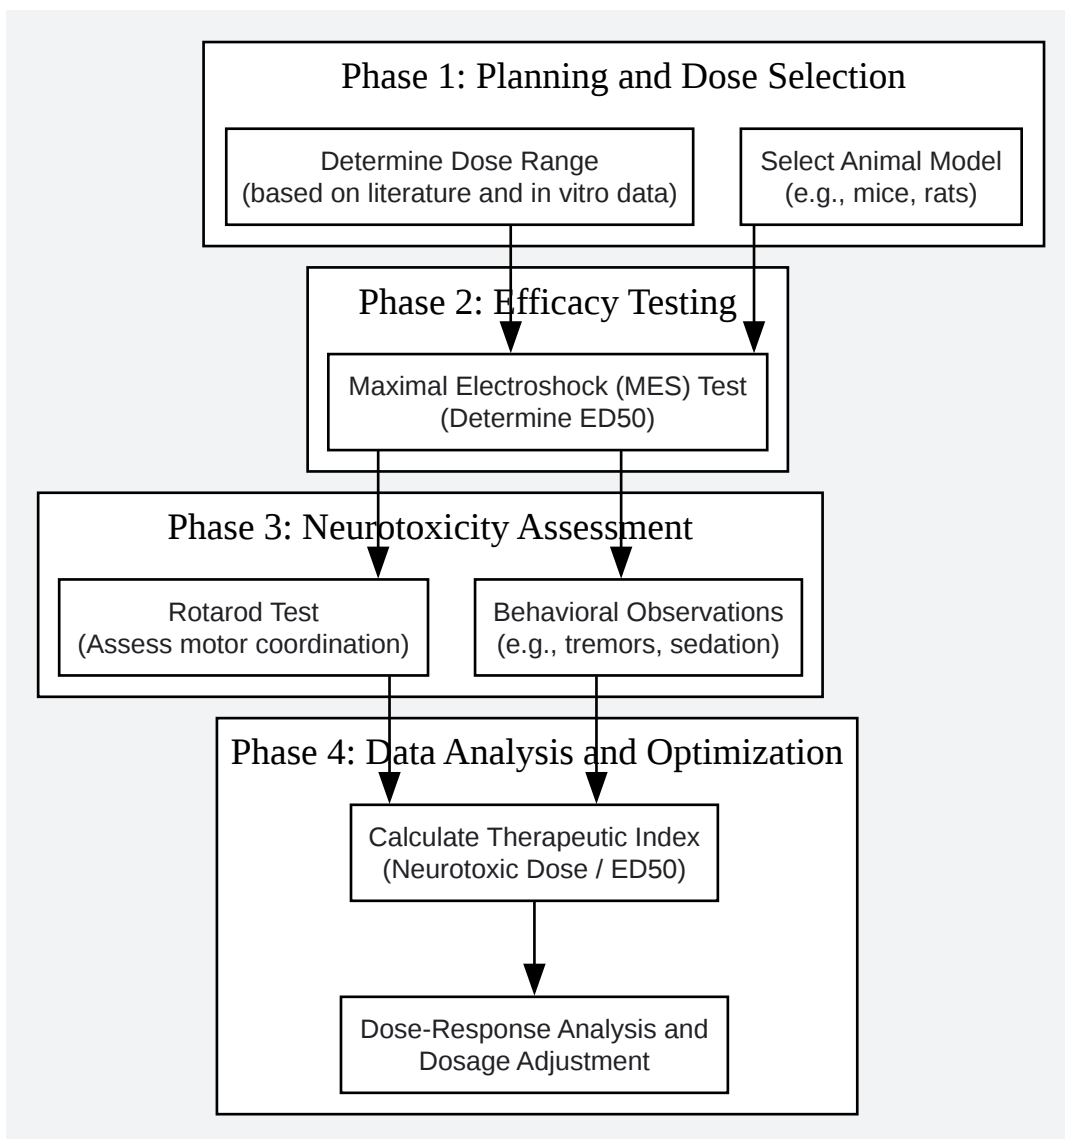 Phase 1: Planning and Dose Selection
Determine Dose Range
(based on literature and in vitro data)
Select Animal Model
(e.g., mice, rats)
Phase 2: Efficacy Testing
Maximal Electroshock (MES) Test
(Determine ED50)
Phase 3: Neurotoxicity Assessment
Rotarod Test
(Assess motor coordination)
Behavioral Observations
(e.g., tremors, sedation)
Phase 4: Data Analysis and Optimization
Calculate Therapeutic Index
(Neurotoxic Dose / ED50)
Dose-Response Analysis and
Dosage Adjustment